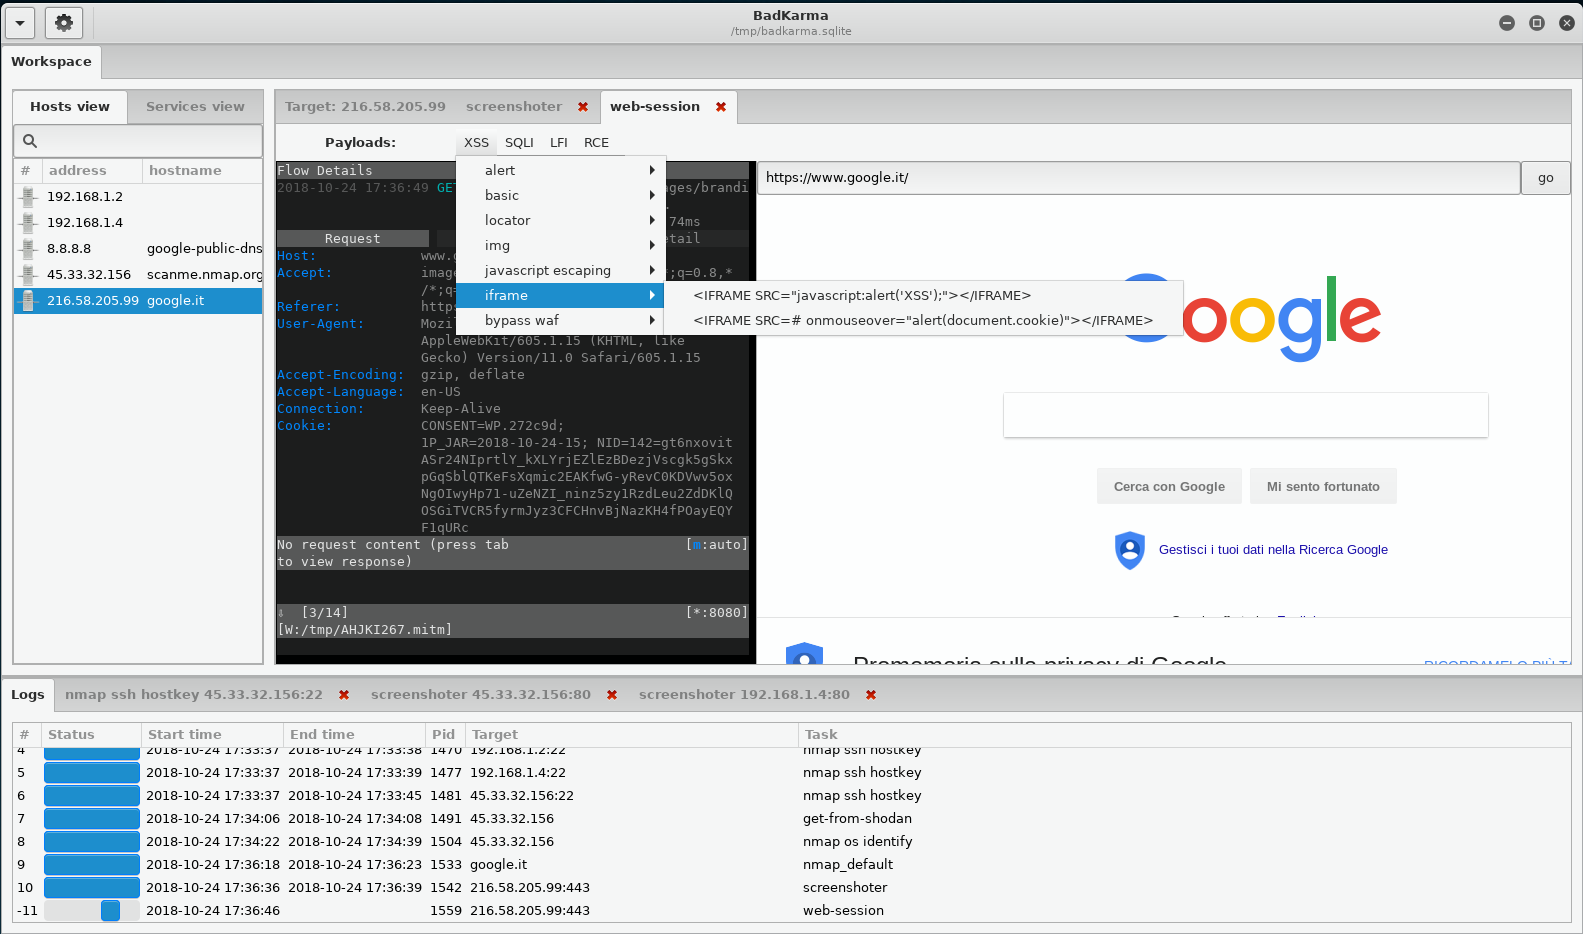 BadKarma
/tmp/badkarma.sqlite
Workspace
Hosts view Services view
# address hostname
192.168.1.2
192.168.1.4
8.8.8.8 google-public-dns
45.33.32.156 scanme.nmap.org
216.58.205.99 google.it
Target: 216.58.205.99 screenshoter web-session
Payloads: XSS SQLI LFI RCE
alert
basic
locator
img
javascript escaping
iframe
bypass waf
<IFRAME SRC="javascript:alert('XSS');"></IFRAME>
<IFRAME SRC=# onmouseover="alert(document.cookie)"></IFRAME>
Flow Details
2018-10-24 17:36:49 GE ages/brandi
74ms
Request etail
Host: www.g
Accept: image *;q=0.8,*
/*;q=
Referer: https
User-Agent: Mozil
AppleWebKit/605.1.15 (KHTML, like
Gecko) Version/11.0 Safari/605.1.15
Accept-Encoding: gzip, deflate
Accept-Language: en-US
Connection: Keep-Alive
Cookie: CONSENT=WP.272c9d;
1P_JAR=2018-10-24-15; NID=142=gt6nxovit
ASr24NIprtlY_kXLYrjEZlEzBDezjVscgk5gSkx
pGqSblQTKeFsXqmic2EAKfwG-yRevC0KDVwv5ox
NgOIwyHp71-uZeNZI_ninz5zy1RzdLeu2ZdDKlQ
OSGiTVCR5fyrmJyz3CFCHnvBjNazKH4fPOayEQY
F1qURc
No request content (press tab [m:auto]
to view response)
⇩ [3/14] [*:8080]
[W:/tmp/AHJKI267.mitm]
https://www.google.it/ go
Google
Cerca con Google Mi sento fortunato
Gestisci i tuoi dati nella Ricerca Google
Promemoria sulla privacy di Google RICORDAMELO PIÙ TA
Logs nmap ssh hostkey 45.33.32.156:22 screenshoter 45.33.32.156:80 screenshoter 192.168.1.4:80
# Status Start time End time Pid Target Task
4 2018-10-24 17:33:37 2018-10-24 17:33:38 1470 192.168.1.2:22 nmap ssh hostkey
5 2018-10-24 17:33:37 2018-10-24 17:33:39 1477 192.168.1.4:22 nmap ssh hostkey
6 2018-10-24 17:33:37 2018-10-24 17:33:45 1481 45.33.32.156:22 nmap ssh hostkey
7 2018-10-24 17:34:06 2018-10-24 17:34:08 1491 45.33.32.156 get-from-shodan
8 2018-10-24 17:34:22 2018-10-24 17:34:39 1504 45.33.32.156 nmap os identify
9 2018-10-24 17:36:18 2018-10-24 17:36:23 1533 google.it nmap_default
10 2018-10-24 17:36:36 2018-10-24 17:36:39 1542 216.58.205.99:443 screenshoter
-11 2018-10-24 17:36:46 1559 216.58.205.99:443 web-session